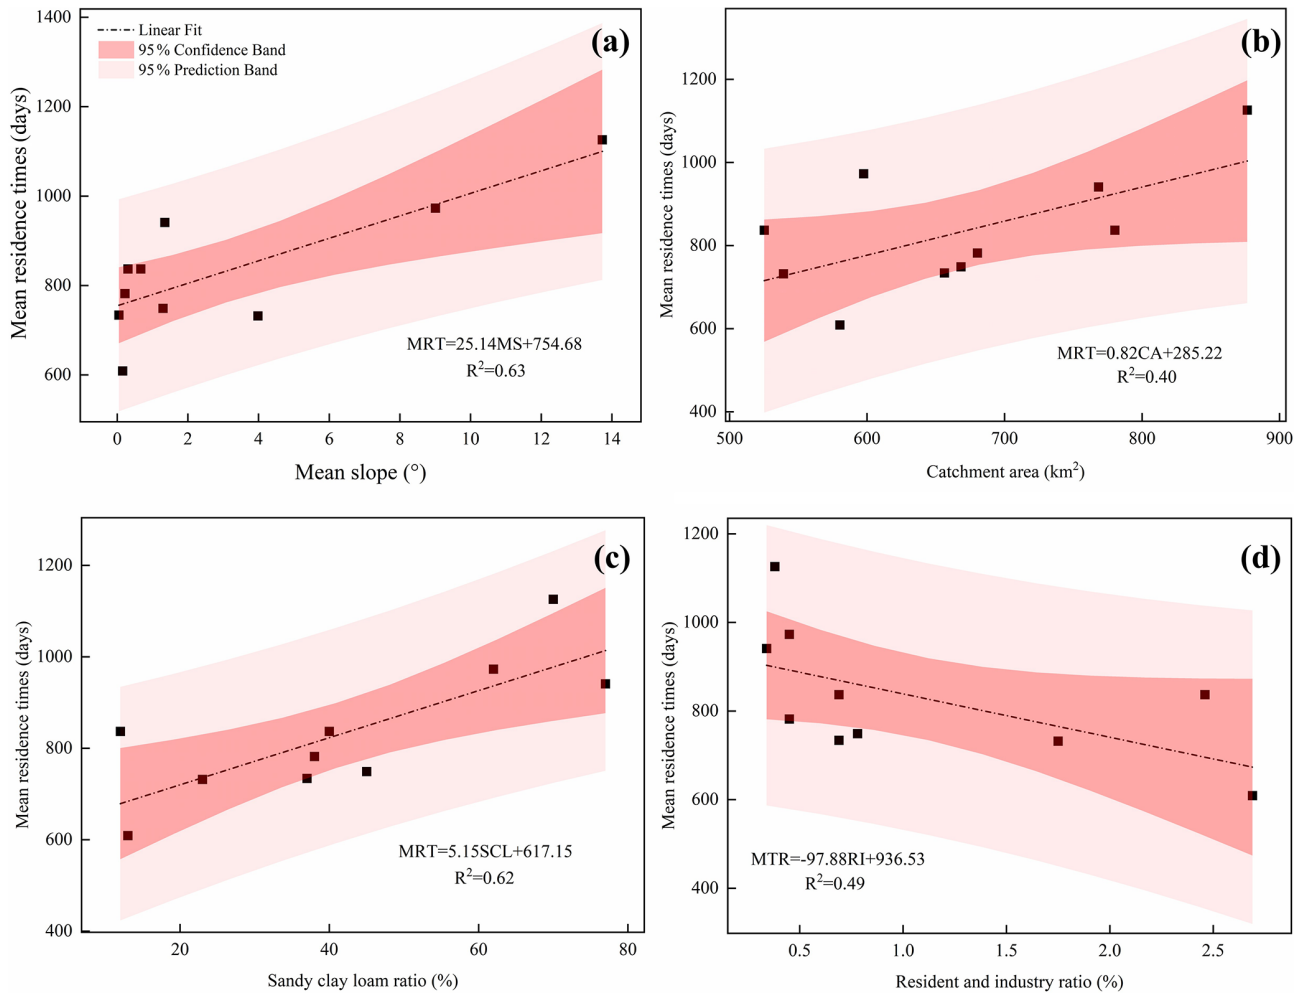 (a)
Linear Fit
95% Confidence Band
95% Prediction Band
1400
1200
1000
800
600
Mean residence times (days)
MRT=25.14MS+754.68
R²=0.63
0 2 4 6 8 10 12 14
Mean slope (°)
(b)
1200
1000
800
600
400
Mean residence times (days)
MRT=0.82CA+285.22
R²=0.40
500 600 700 800 900
Catchment area (km²)
(c)
1200
1000
800
600
400
Mean residence times (days)
MRT=5.15SCL+617.15
R²=0.62
20 40 60 80
Sandy clay loam ratio (%)
(d)
1200
1000
800
600
400
Mean residence times (days)
MTR=-97.88RI+936.53
R²=0.49
0.5 1.0 1.5 2.0 2.5
Resident and industry ratio (%)